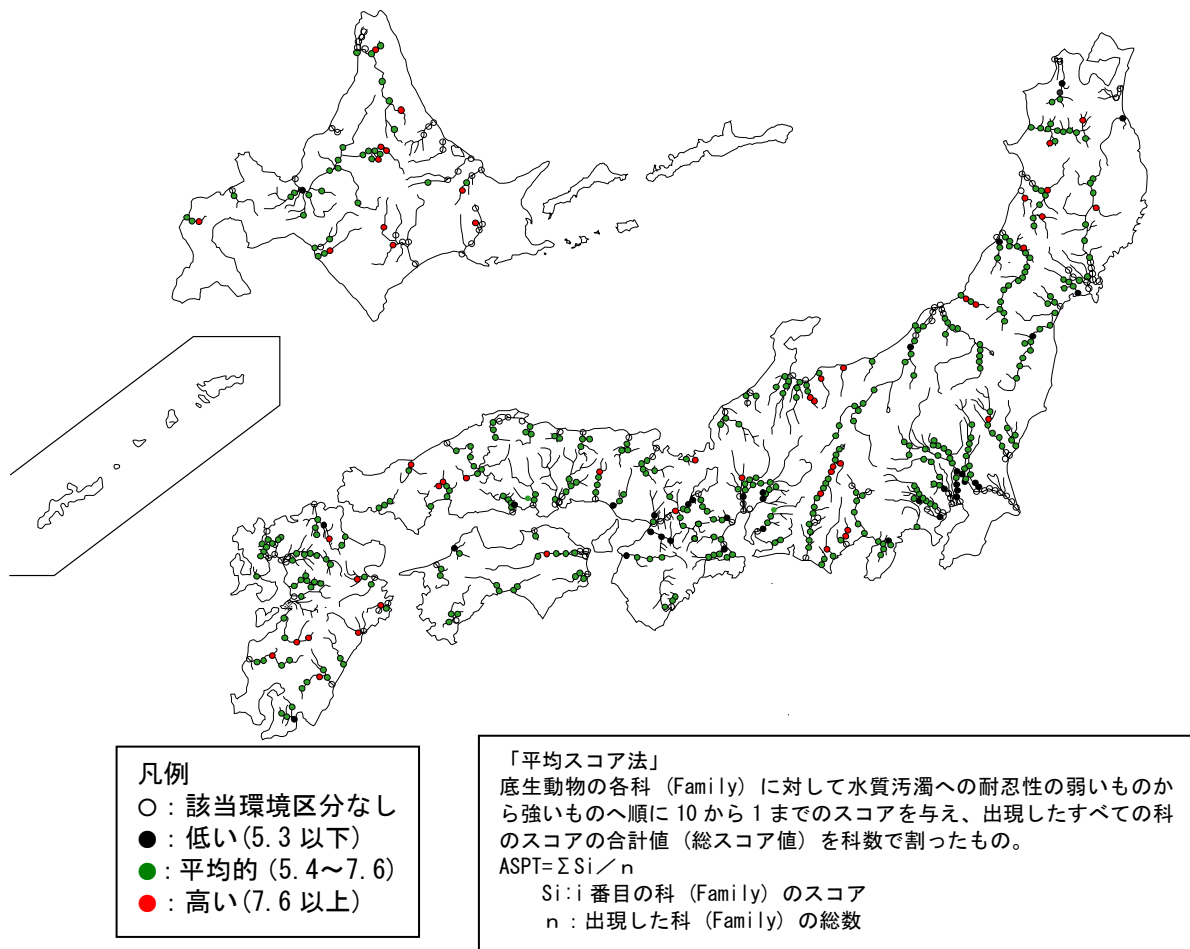 凡例
○：該当環境区分なし
●：低い(5.3 以下)
●：平均的 (5.4～7.6)
●：高い(7.6 以上)
「平均スコア法」
底生動物の各科 (Family) に対して水質汚濁への耐忍性の弱いものか
ら強いものへ順に 10 から 1 までのスコアを与え、出現したすべての科
のスコアの合計値（総スコア値）を科数で割ったもの。
ASPT=ΣSi／n
Si:i 番目の科 (Family) のスコア
n：出現した科 (Family) の総数